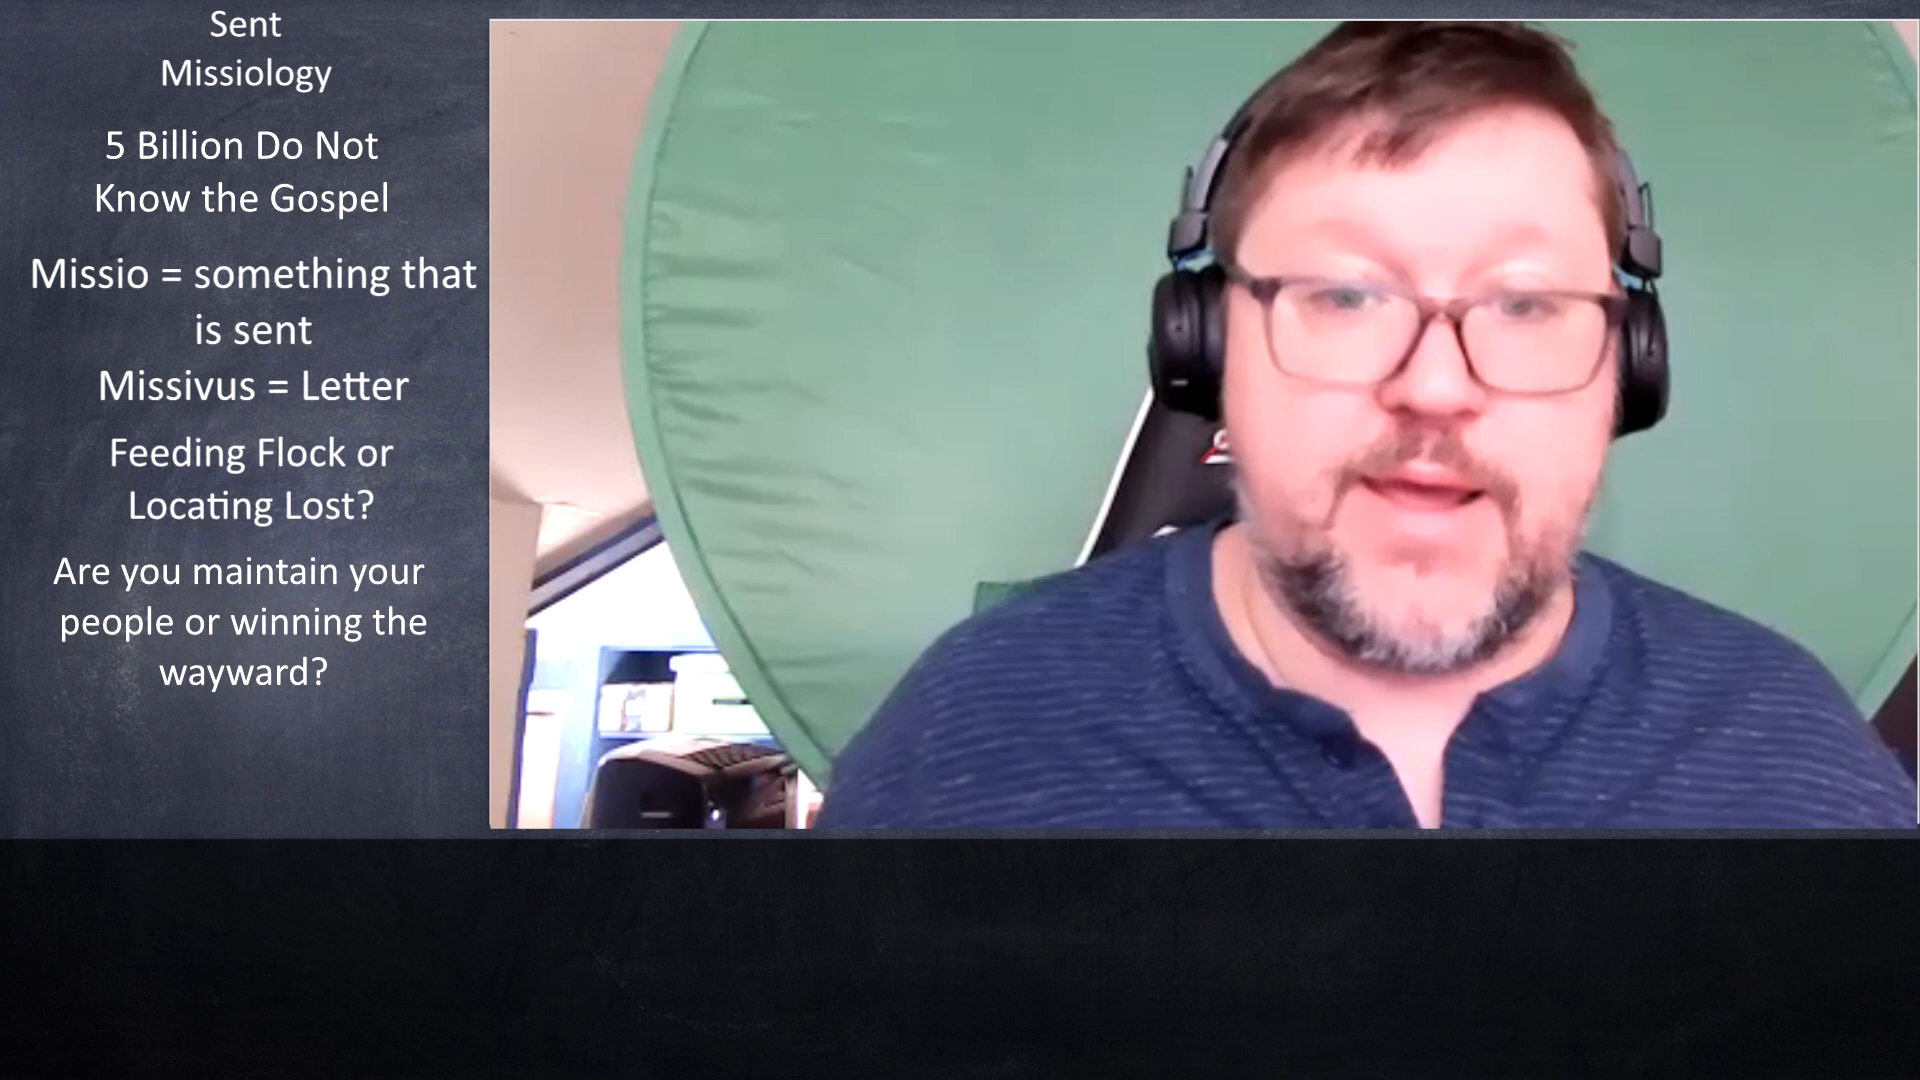 Sent
Missiology
5 Billion Do Not
Know the Gospel
Missio = something that
is sent
Missivus = Letter
Feeding Flock or
Locating Lost?
Are you maintain your
people or winning the
wayward?